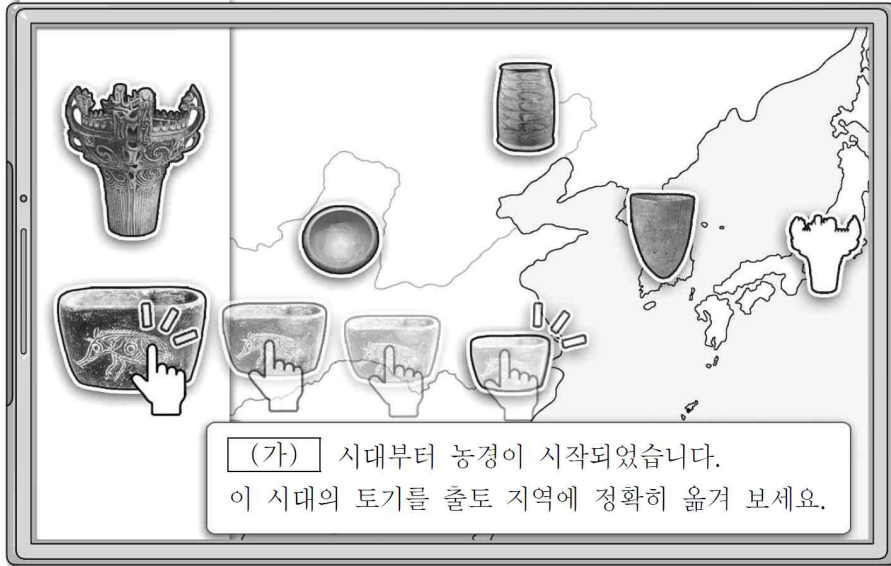 (가) 시대부터 농경이 시작되었습니다.
이 시대의 토기를 출토 지역에 정확히 옮겨 보세요.